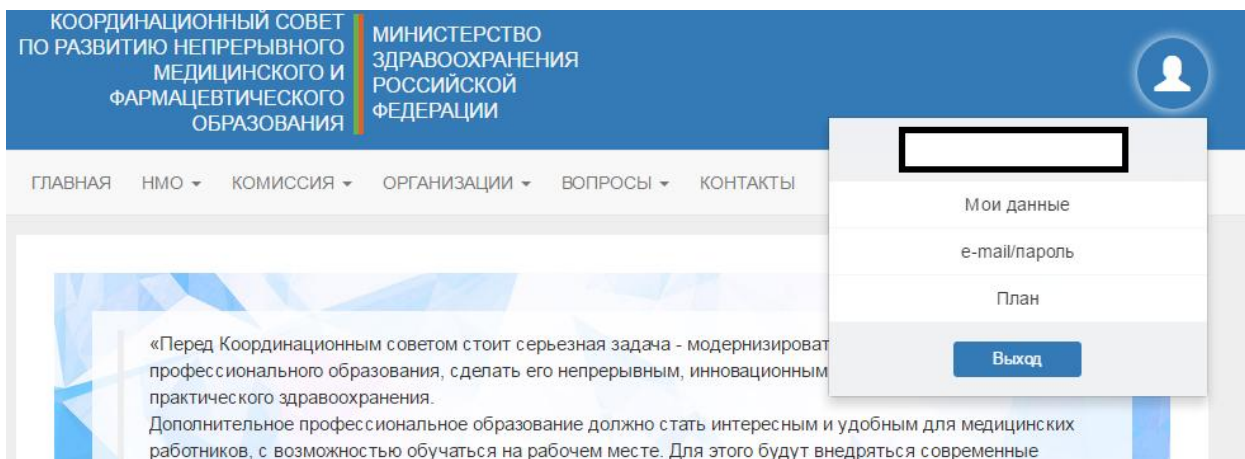 КООРДИНАЦИОННЫЙ СОВЕТ
ПО РАЗВИТИЮ НЕПРЕРЫВНОГО
МЕДИЦИНСКОГО И
ФАРМАЦЕВТИЧЕСКОГО
ОБРАЗОВАНИЯ
МИНИСТЕРСТВО
ЗДРАВООХРАНЕНИЯ
РОССИЙСКОЙ
ФЕДЕРАЦИИ
ГЛАВНАЯ НМО КОМИССИЯ ОРГАНИЗАЦИИ ВОПРОСЫ КОНТАКТЫ
Мои данные
e-mail/пароль
План
Выход
«Перед Координационным советом стоит серьезная задача - модернизироват
профессионального образования, сделать его непрерывным, инновационным
практического здравоохранения.
Дополнительное профессиональное образование должно стать интересным и удобным для медицинских
работников, с возможностью обучаться на рабочем месте. Для этого будут внедряться современные